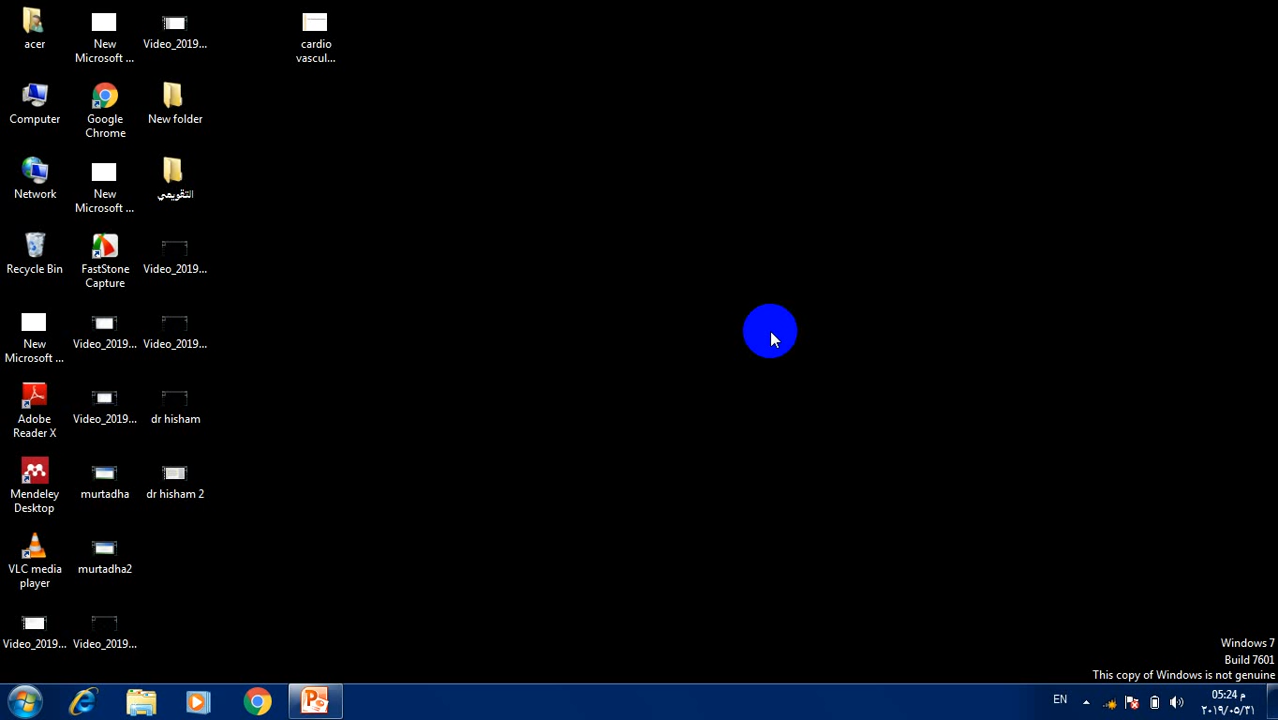 acer
New
Microsoft ...
Video_2019...
cardio
vascul...
Computer
Google
Chrome
New folder
Network
New
Microsoft ...
التقويمي
Recycle Bin
FastStone
Capture
Video_2019...
New
Microsoft ...
Video_2019...
Video_2019...
Adobe
Reader X
Video_2019...
dr hisham
Mendeley
Desktop
murtadha
dr hisham 2
VLC media
player
murtadha2
Video_2019...
Video_2019...
Windows 7
Build 7601
This copy of Windows is not genuine
EN
05:24 م
٢٠١٩/٠٥/٣١